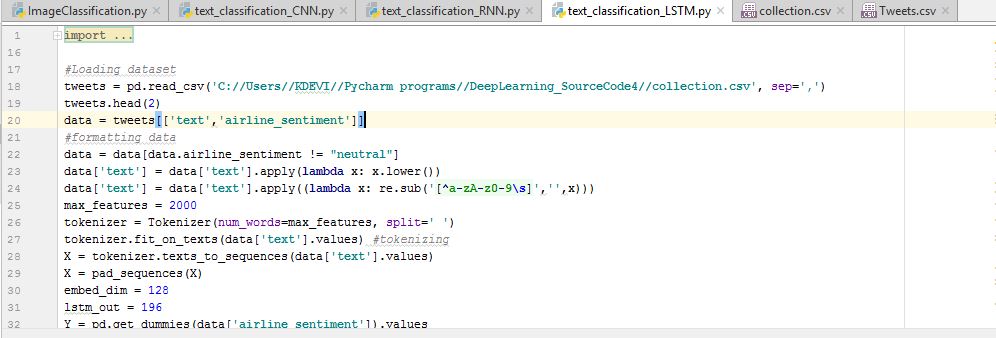 ImageClassification.py × text_classification_CNN.py × text_classification_RNN.py × text_classification_LSTM.py × collection.csv × Tweets.csv ×
1 import ...
16
17 #Loading dataset
18 tweets = pd.read_csv('C://Users//KDEVI//Pycharm programs//DeepLearning_SourceCode4//collection.csv', sep=',')
19 tweets.head(2)
20 data = tweets[['text','airline_sentiment']]
21 #formatting data
22 data = data[data.airline_sentiment != "neutral"]
23 data['text'] = data['text'].apply(lambda x: x.lower())
24 data['text'] = data['text'].apply((lambda x: re.sub('[^a-zA-z0-9\s]','',x)))
25 max_features = 2000
26 tokenizer = Tokenizer(num_words=max_features, split=' ')
27 tokenizer.fit_on_texts(data['text'].values) #tokenizing
28 X = tokenizer.texts_to_sequences(data['text'].values)
29 X = pad_sequences(X)
30 embed_dim = 128
31 lstm_out = 196
32 Y = pd.get_dummies(data['airline_sentiment']).values